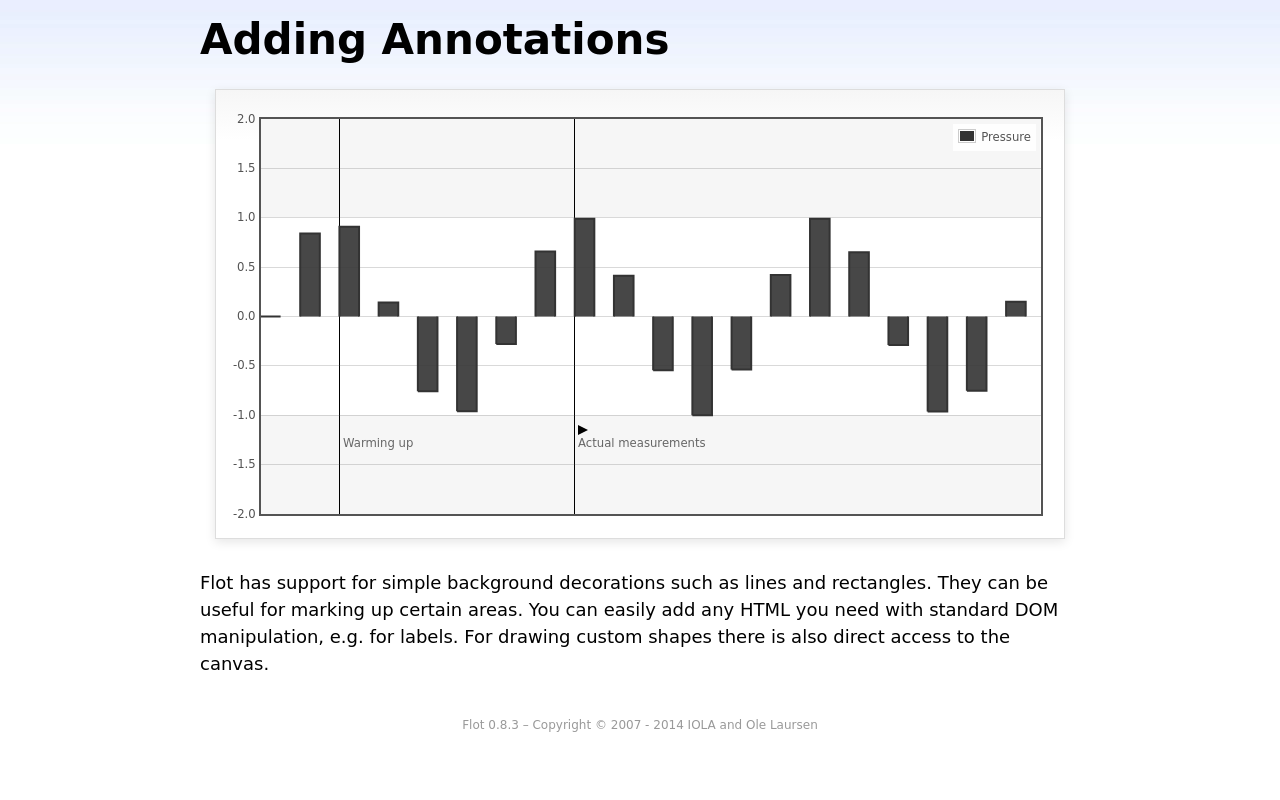 Adding Annotations
2.0
1.5
1.0
0.5
0.0
-0.5
-1.0
-1.5
-2.0
Pressure
Warming up
Actual measurements
Flot has support for simple background decorations such as lines and rectangles. They can be
useful for marking up certain areas. You can easily add any HTML you need with standard DOM
manipulation, e.g. for labels. For drawing custom shapes there is also direct access to the
canvas.
Flot 0.8.3 – Copyright © 2007 - 2014 IOLA and Ole Laursen